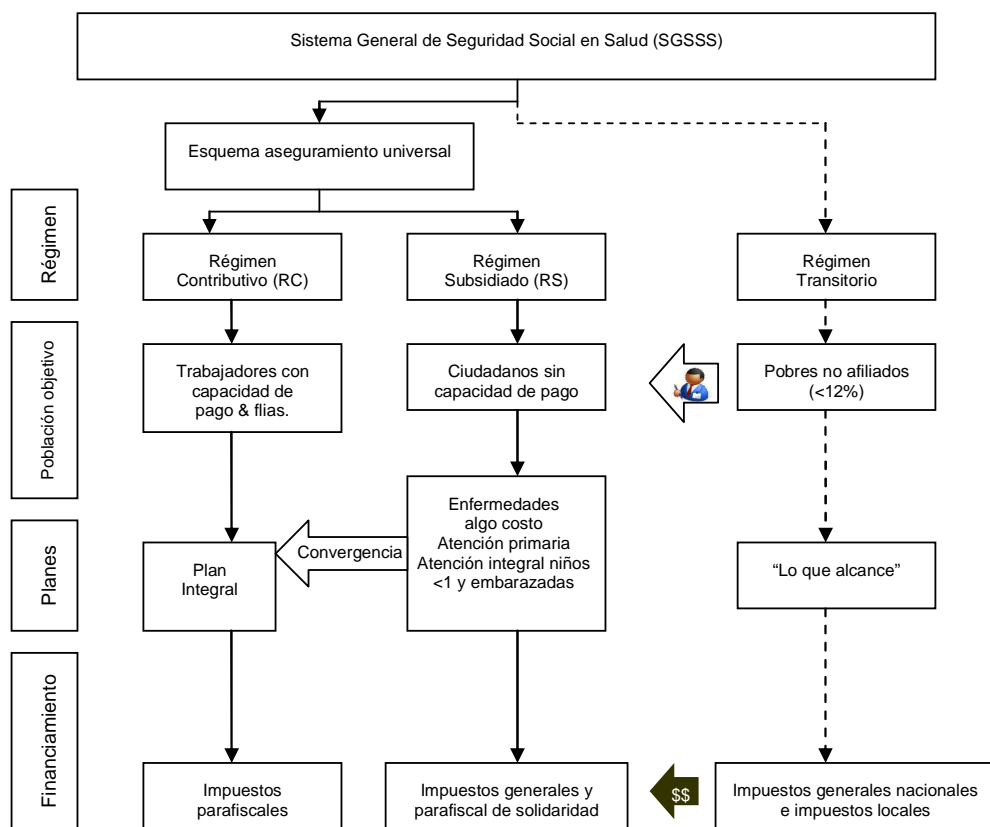 Sistema General de Seguridad Social en Salud (SGSSS)
Esquema aseguramiento universal
Régimen
Régimen
Contributivo (RC)
Régimen
Subsidiado (RS)
Régimen
Transitorio
Población objetivo
Trabajadores con
capacidad de
pago & flias.
Ciudadanos sin
capacidad de pago
Pobres no afiliados
(<12%)
Planes
Plan
Integral
Convergencia
Enfermedades
algo costo
Atención primaria
Atención integral niños
<1 y embarazadas
“Lo que alcance”
Financiamiento
Impuestos
parafiscales
Impuestos generales y
parafiscal de solidaridad
$$
Impuestos generales nacionales
e impuestos locales